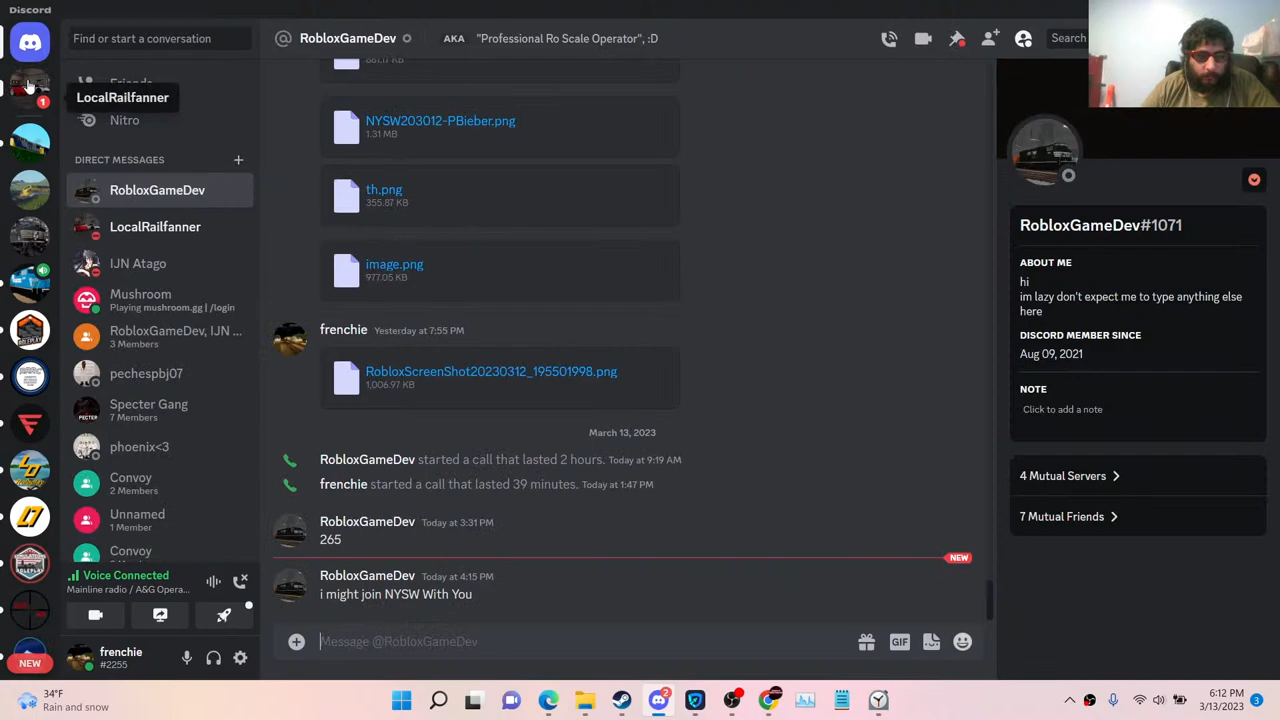 Discord
Find or start a conversation
@ RobloxGameDev AKA "Professional Ro Scale Operator", :D
Search
1
LocalRailfanner
Friends
Nitro
DIRECT MESSAGES +
RobloxGameDev
LocalRailfanner
IJN Atago
Mushroom
Playing mushroom.gg | /login
RobloxGameDev, IJN ...
3 Members
pechespbj07
Specter Gang
7 Members
phoenix<3
Convoy
2 Members
Unnamed
1 Member
Convoy
NEW
Voice Connected
Mainline radio / A&G Opera...
frenchie
#2255
NYSW203012-PBieber.png
1.31 MB
th.png
355.87 KB
image.png
977.05 KB
frenchie Yesterday at 7:55 PM
RobloxScreenShot20230312_195501998.png
1,006.97 KB
March 13, 2023
RobloxGameDev started a call that lasted 2 hours. Today at 9:19 AM
frenchie started a call that lasted 39 minutes. Today at 1:47 PM
RobloxGameDev Today at 3:31 PM
265
NEW
RobloxGameDev Today at 4:15 PM
i might join NYSW With You
Message @RobloxGameDev
GIF
RobloxGameDev#1071
ABOUT ME
hi
im lazy don't expect me to type anything else
here
DISCORD MEMBER SINCE
Aug 09, 2021
NOTE
Click to add a note
4 Mutual Servers
7 Mutual Friends
34°F
Rain and snow
2
6:12 PM
3/13/2023
3